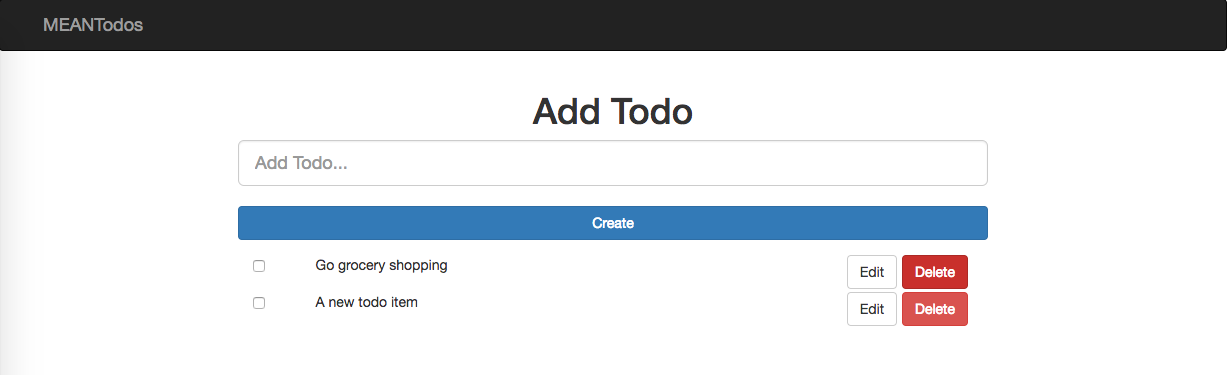 MEANTodos
Add Todo
Add Todo...
Create
Go grocery shopping Edit Delete
A new todo item Edit Delete